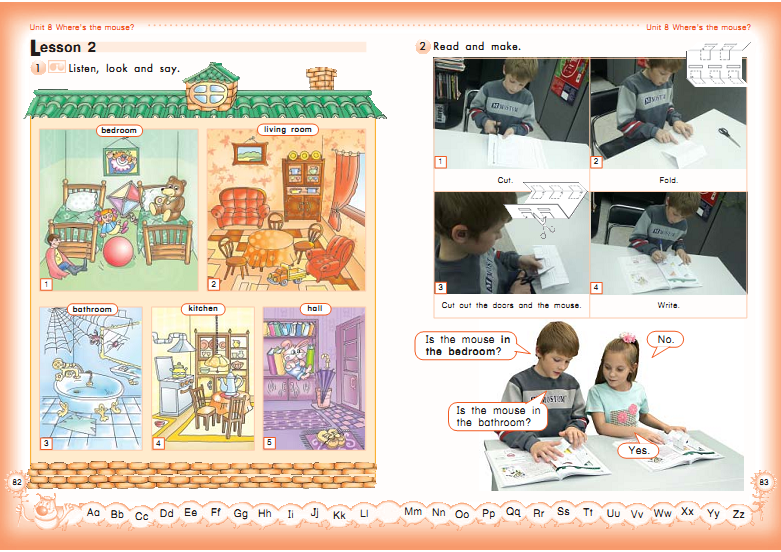 Unit 8 Where's the mouse?
Lesson 2
1 Listen, look and say.
bedroom
living room
1
2
bathroom
kitchen
hall
3
4
5
82
Unit 8 Where's the mouse?
2 Read and make.
1
2
Cut.
Fold.
3
4
Cut out the doors and the mouse.
Write.
Is the mouse in
the bedroom?
No.
Is the mouse in
the bathroom?
Yes.
83
Aa Bb Cc Dd Ee Ff Gg Hh Ii Jj Kk Ll Mm Nn Oo Pp Qq Rr Ss Tt Uu Vv Ww Xx Yy Zz